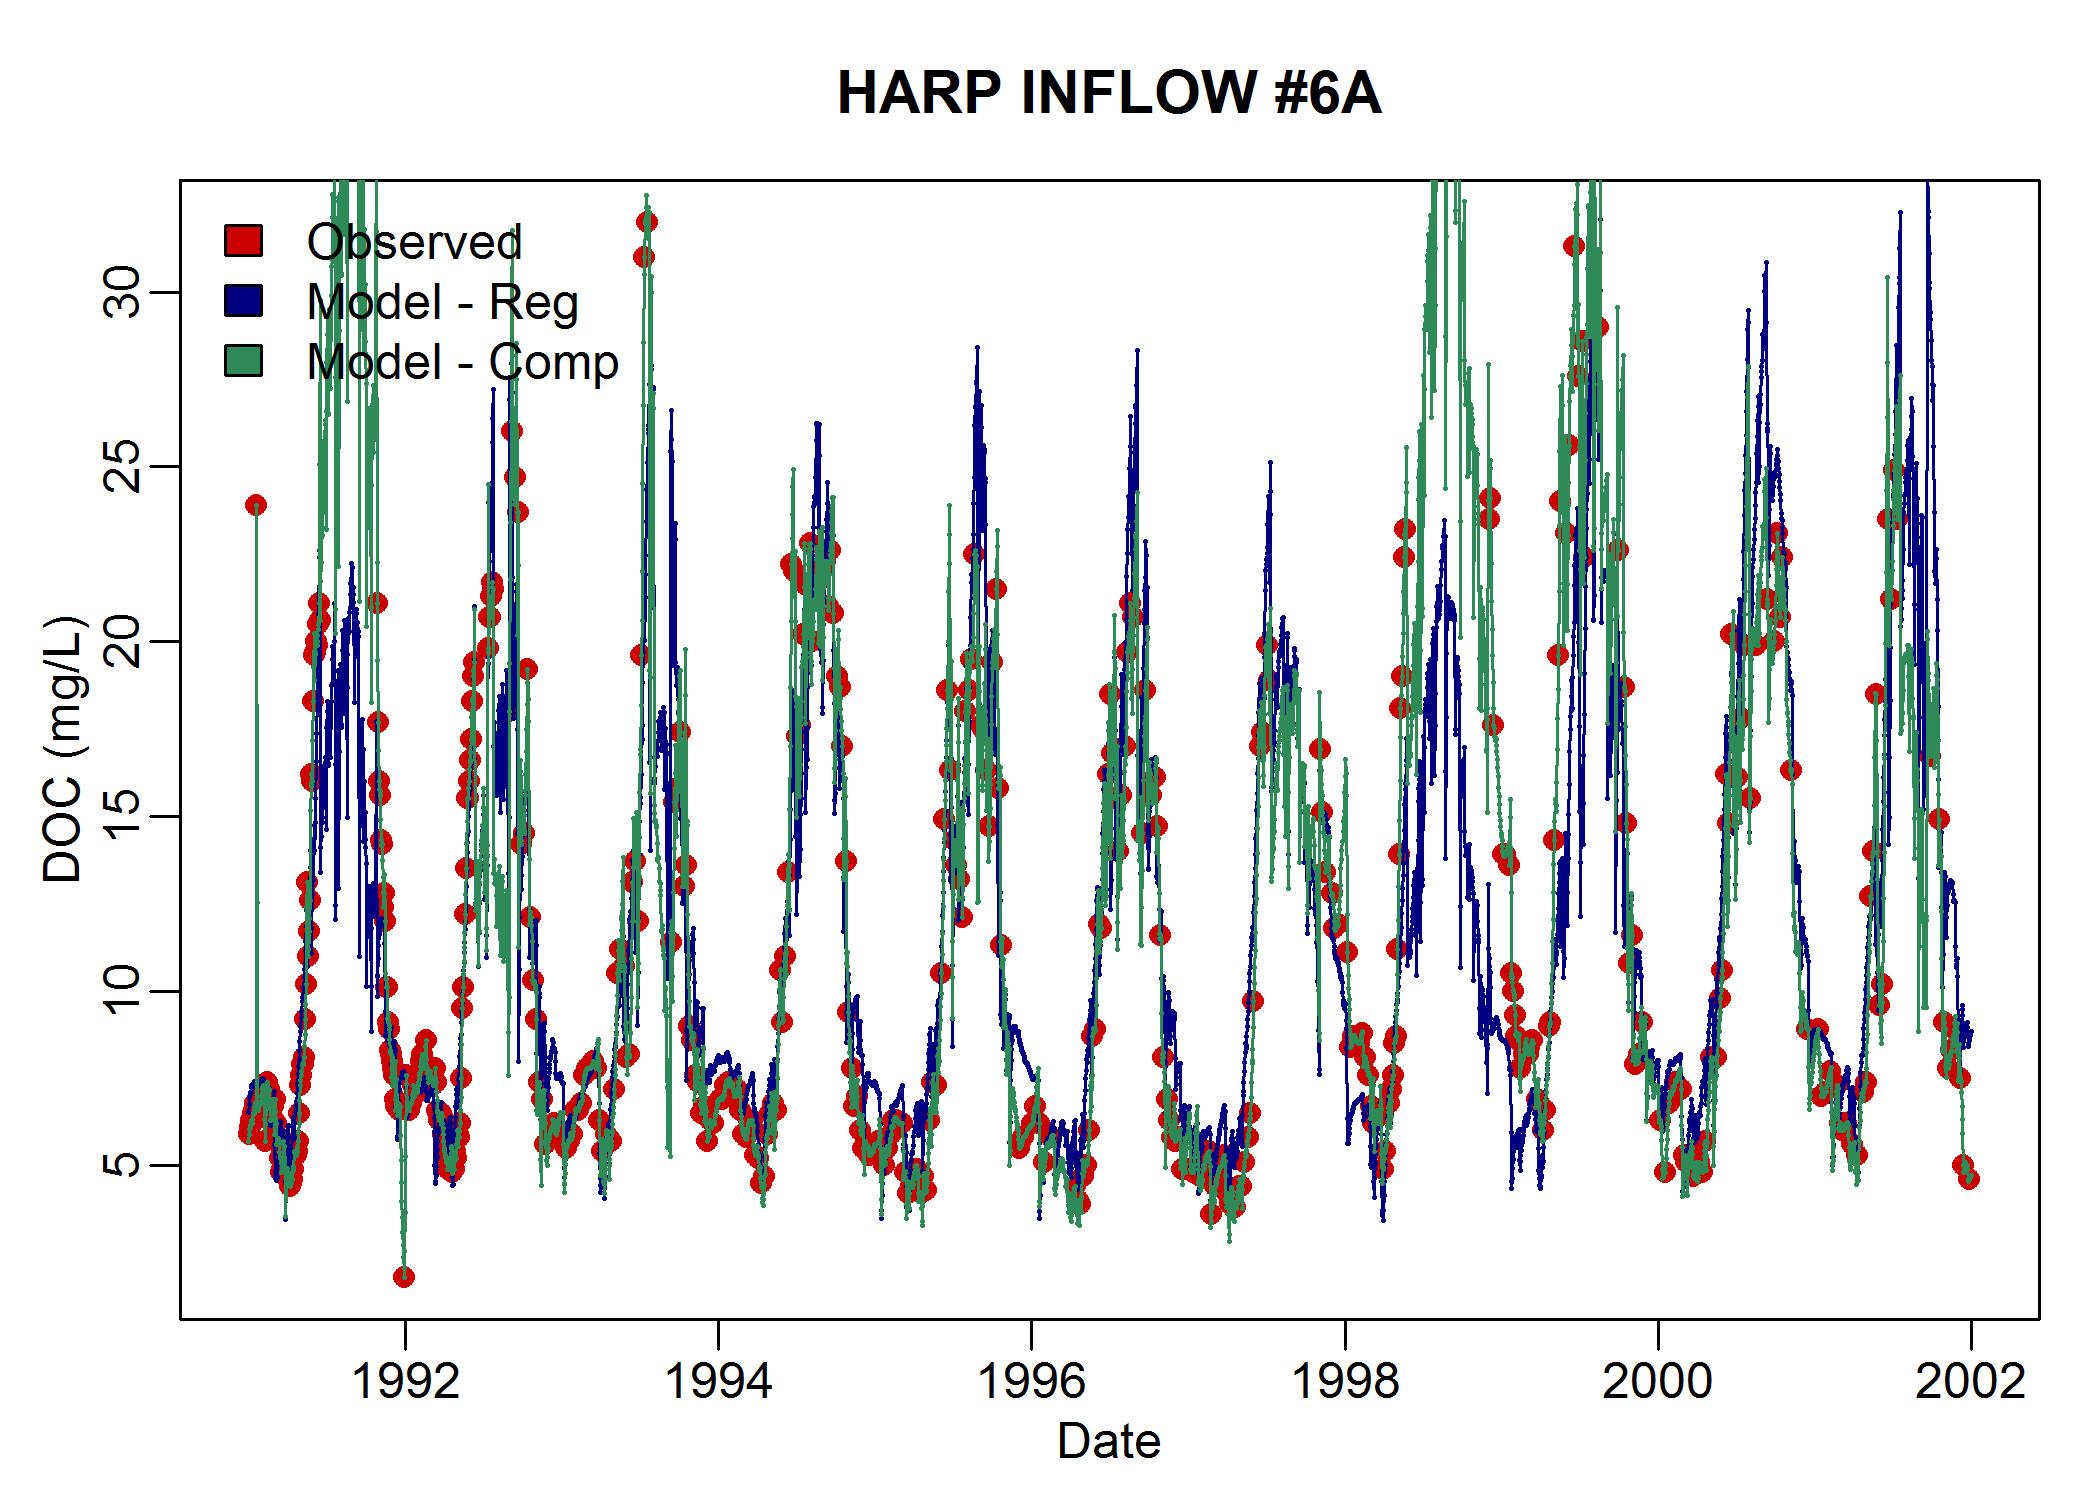 HARP INFLOW #6A
Observed
Model - Reg
Model - Comp
DOC (mg/L)
30
25
20
15
10
5
1992 1994 1996 1998 2000 2002
Date